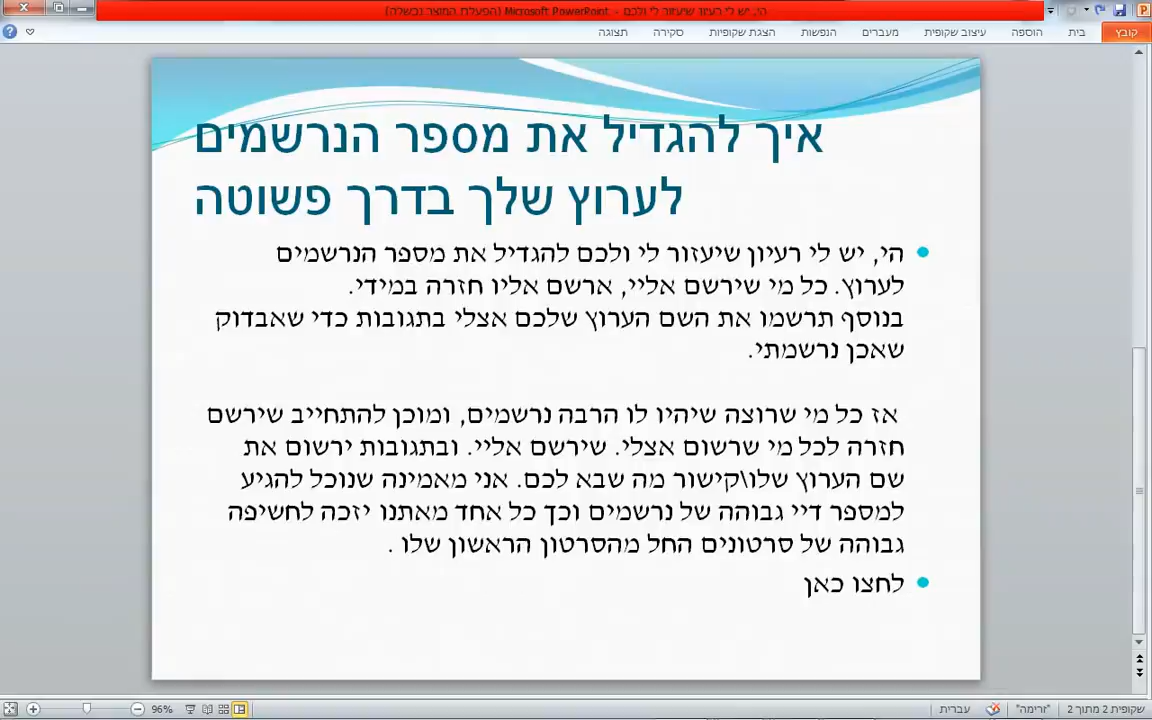 הי, יש לי רעיון שיעזור לי ולכם - Microsoft PowerPoint (הפעלת המוצר נכשלה)
קובץ בית הוספה עיצוב שקופית מעברים הנפשות הצגת שקופיות סקירה תצוגה
איך להגדיל את מספר הנרשמים
לערוץ שלך בדרך פשוטה
הי, יש לי רעיון שיעזור לי ולכם להגדיל את מספר הנרשמים
לערוץ. כל מי שירשם אליי, ארשם אליו חזרה במידי.
בנוסף תרשמו את השם הערוץ שלכם אצלי בתגובות כדי שאבדוק
שאכן נרשמתי.
אז כל מי שרוצה שיהיו לו הרבה נרשמים, ומוכן להתחייב שירשם
חזרה לכל מי שרשום אצלי. שירשם אליי. ובתגובות ירשום את
שם הערוץ שלו\קישור מה שבא לכם. אני מאמינה שנוכל להגיע
למספר דיי גבוהה של נרשמים וכך כל אחד מאתנו יזכה לחשיפה
גבוהה של סרטונים החל מהסרטון הראשון שלו .
לחצו כאן
שקופית 2 מתוך 2 "זרימה" עברית 96%